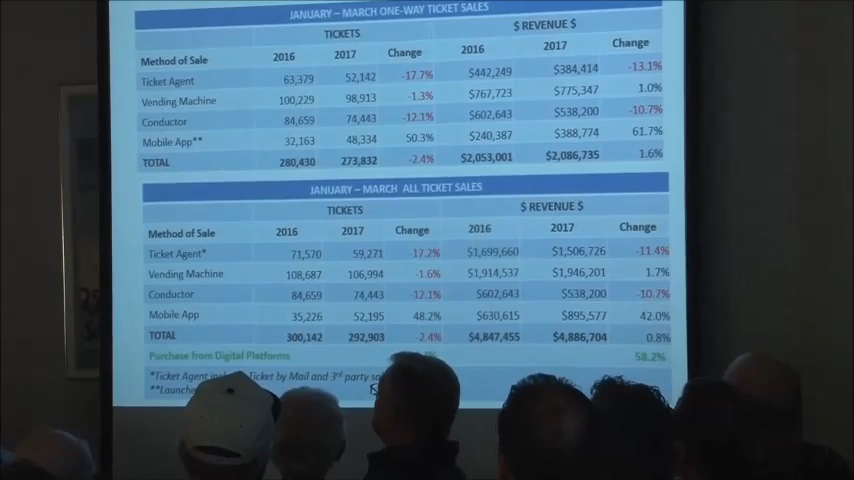 JANUARY – MARCH ONE-WAY TICKET SALES
TICKETS $ REVENUE $
Method of Sale 2016 2017 Change 2016 2017 Change
Ticket Agent 63,379 52,142 -17.7% $442,249 $384,414 -13.1%
Vending Machine 100,229 98,913 -1.3% $767,723 $775,347 1.0%
Conductor 84,659 74,443 -12.1% $602,643 $538,200 -10.7%
Mobile App** 32,163 48,334 50.3% $240,387 $388,774 61.7%
TOTAL 280,430 273,832 -2.4% $2,053,001 $2,086,735 1.6%
JANUARY – MARCH ALL TICKET SALES
TICKETS $ REVENUE $
Method of Sale 2016 2017 Change 2016 2017 Change
Ticket Agent* 71,570 59,271 -17.2% $1,699,660 $1,506,726 -11.4%
Vending Machine 108,687 106,994 -1.6% $1,914,537 $1,946,201 1.7%
Conductor 84,659 74,443 -12.1% $602,643 $538,200 -10.7%
Mobile App 35,226 52,195 48.2% $630,615 $895,577 42.0%
TOTAL 300,142 292,903 2.4% $4,847,455 $4,886,704 0.8%
Purchase from Digital Platforms 58.2%
*Ticket Agent Ticket by Mail and 3rd party
**Launche